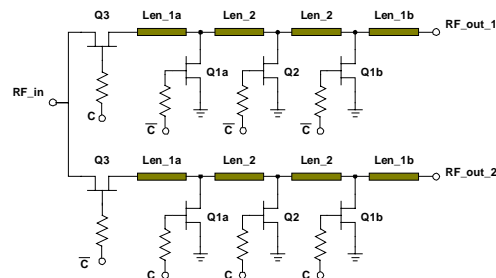 Q3 Len_1a Len_2 Len_2 Len_1b RF_out_1
Q1a Q2 Q1b
RF_in
C C̅ C̅ C̅
Q3 Len_1a Len_2 Len_2 Len_1b RF_out_2
Q1a Q2 Q1b
C̅ C C C